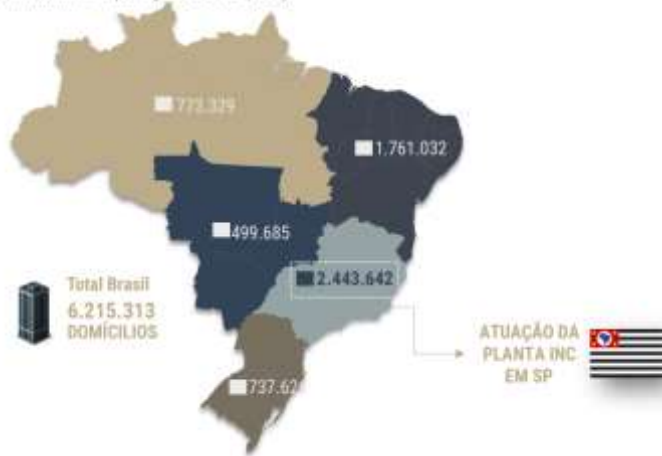 773.329
1.761.032
499.685
2.443.642
Total Brasil
6.215.313
DOMÍCILIOS
ATUAÇÃO DA
PLANTA INC
EM SP
737.62